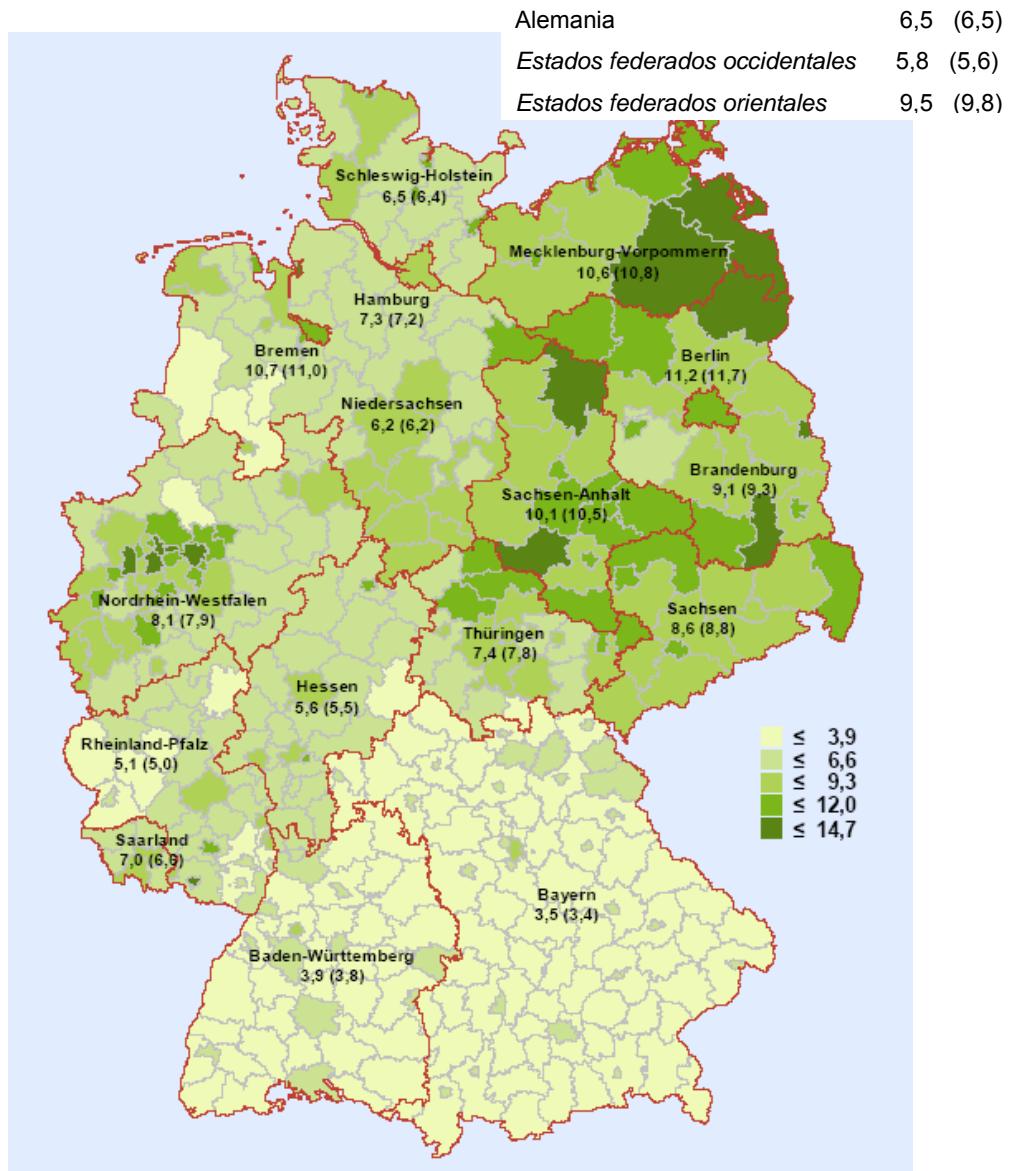 Alemania 6,5 (6,5)
Estados federados occidentales 5,8 (5,6)
Estados federados orientales 9,5 (9,8)
Schleswig-Holstein
6,5 (6,4)
Mecklenburg-Vorpommern
10,6 (10,8)
Hamburg
7,3 (7,2)
Bremen
10,7 (11,0)
Berlin
11,2 (11,7)
Niedersachsen
6,2 (6,2)
Brandenburg
9,1 (9,3)
Sachsen-Anhalt
10,1 (10,5)
Nordrhein-Westfalen
8,1 (7,9)
Sachsen
8,6 (8,8)
Thüringen
7,4 (7,8)
Hessen
5,6 (5,5)
Rheinland-Pfalz
5,1 (5,0)
≤ 3,9
≤ 6,6
≤ 9,3
≤ 12,0
≤ 14,7
Saarland
7,0
Bayern
3,5 (3,4)
Baden-Württemberg
3,9 (3,8)